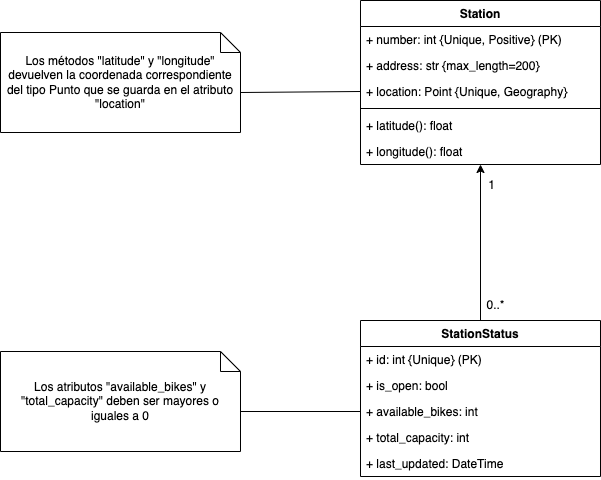 Station
+ number: int {Unique, Positive} (PK)
+ address: str {max_length=200}
+ location: Point {Unique, Geography}
+ latitude(): float
+ longitude(): float
Los métodos "latitude" y "longitude"
devuelven la coordenada correspondiente
del tipo Punto que se guarda en el atributo
"location"
1
0..*
StationStatus
+ id: int {Unique} (PK)
+ is_open: bool
+ available_bikes: int
+ total_capacity: int
+ last_updated: DateTime
Los atributos "available_bikes" y
"total_capacity" deben ser mayores o
iguales a 0